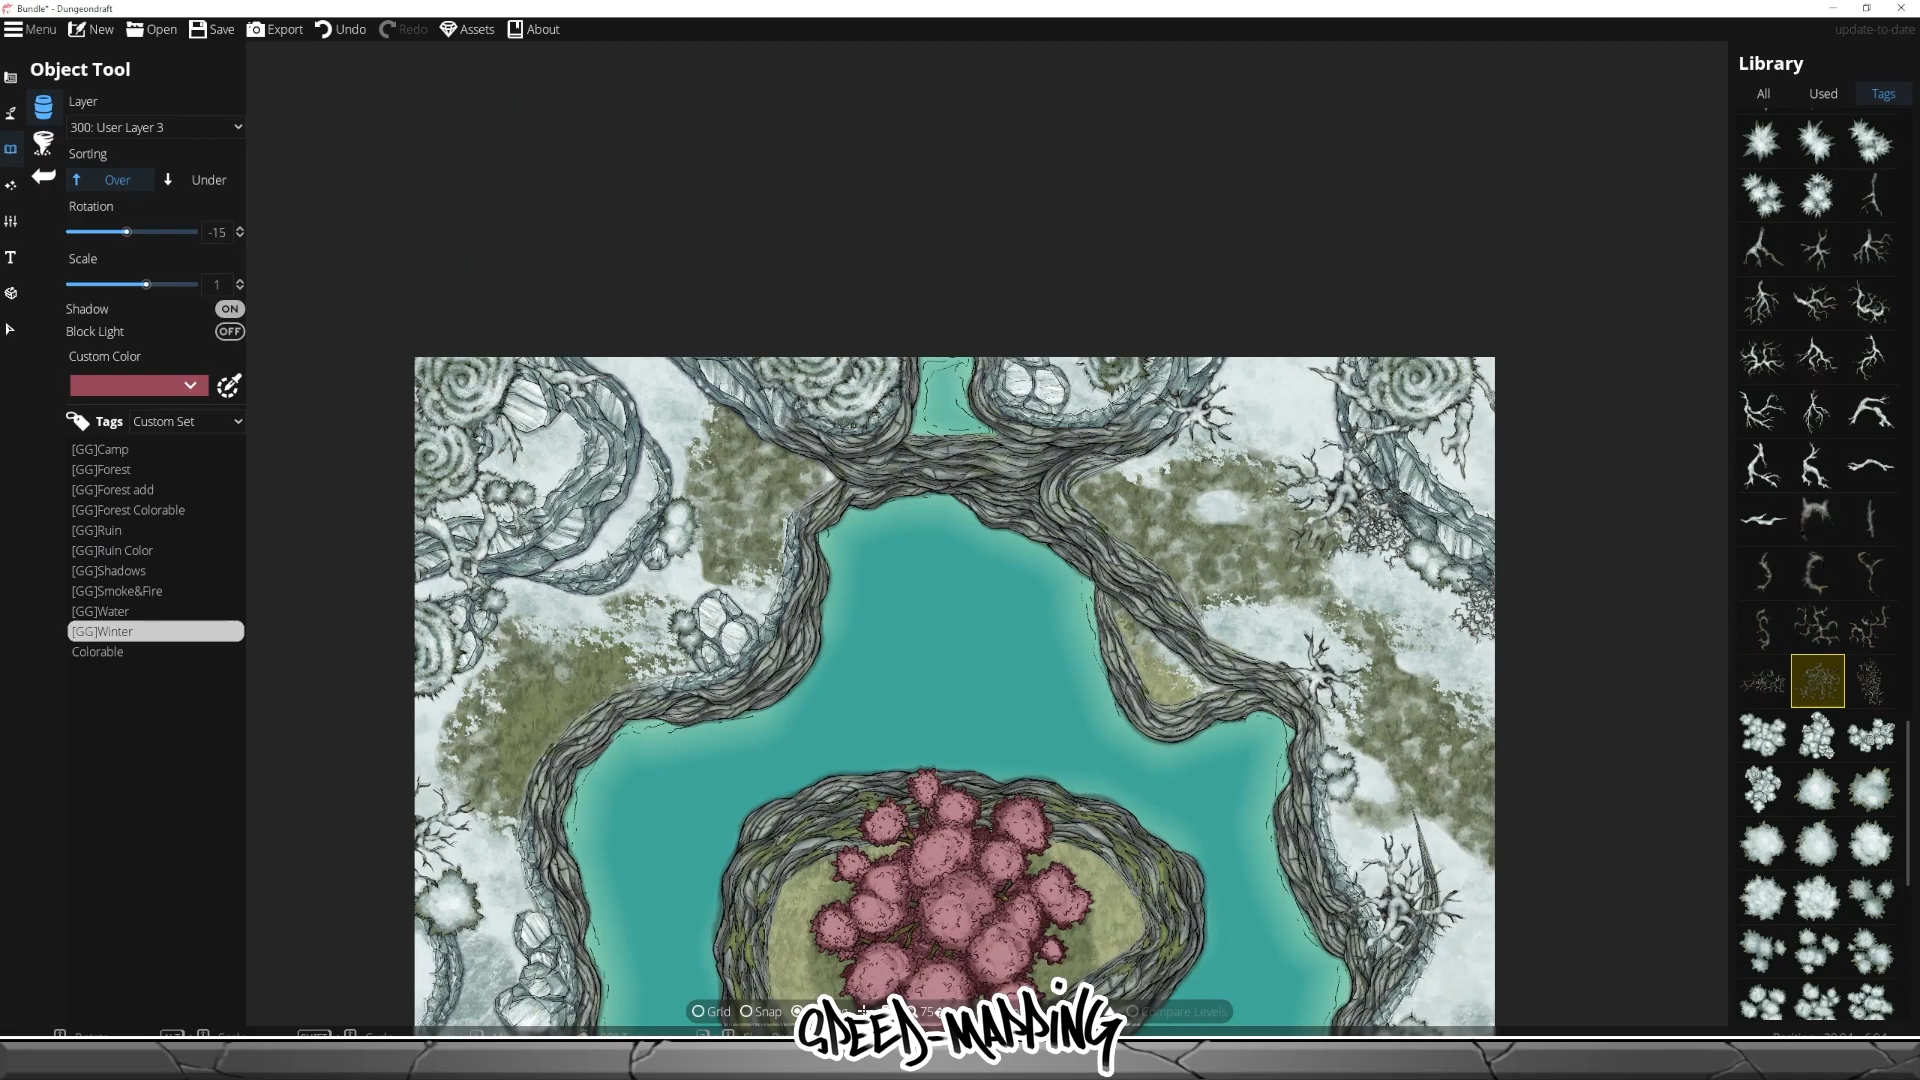 Bundle* - Dungeondraft
Menu New Open Save Export Undo Redo Assets About
update-to-date
Object Tool
Layer
300: User Layer 3
Sorting
Over Under
Rotation
-15
Scale
1
Shadow ON
Block Light OFF
Custom Color
Tags Custom Set
[GG]Camp
[GG]Forest
[GG]Forest add
[GG]Forest Colorable
[GG]Ruin
[GG]Ruin Color
[GG]Shadows
[GG]Smoke&Fire
[GG]Water
[GG]Winter
Colorable
Library
All Used Tags
Grid Snap 75 Compare Levels
SPEED-MAPPING